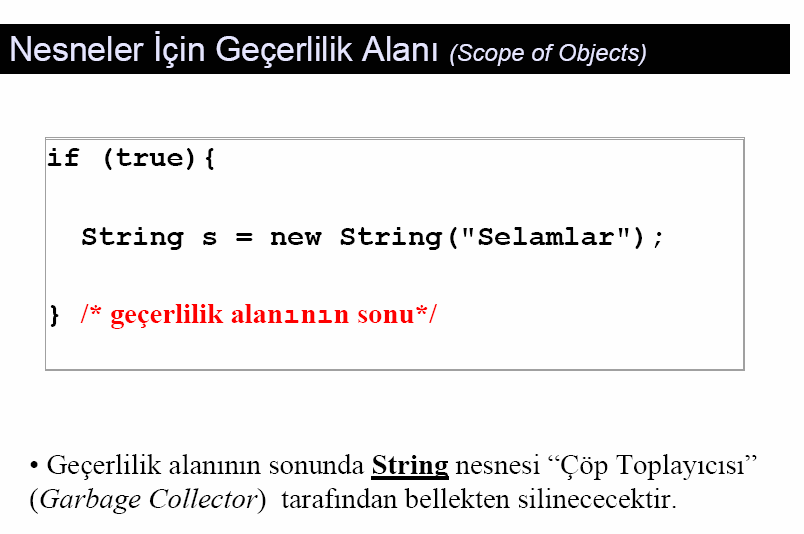 Nesneler İçin Geçerlilik Alanı (Scope of Objects)
if (true){
String s = new String("Selamlar");
} /* geçerlilik alanının sonu*/
• Geçerlilik alanının sonunda String nesnesi “Çöp Toplayıcısı”
(Garbage Collector) tarafından bellekten silinececektir.